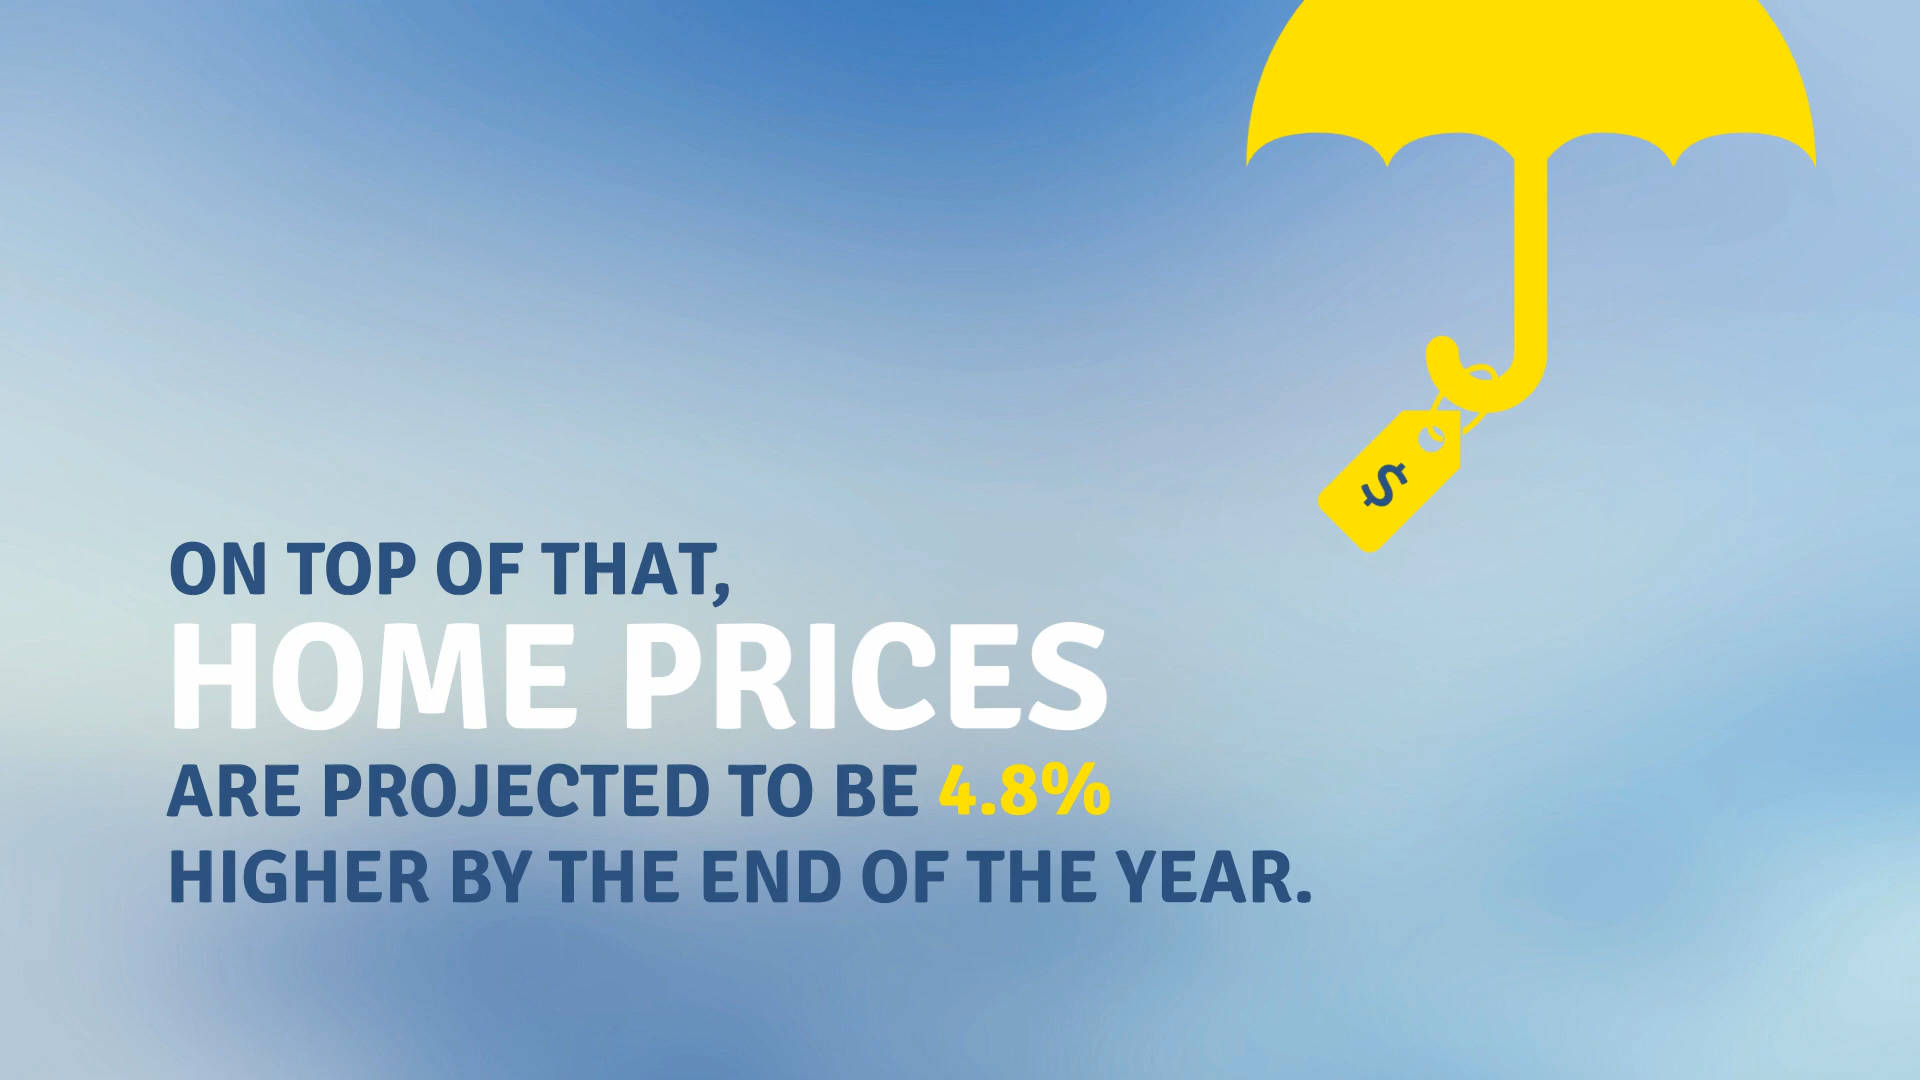 $
ON TOP OF THAT,
HOME PRICES
ARE PROJECTED TO BE 4.8%
HIGHER BY THE END OF THE YEAR.